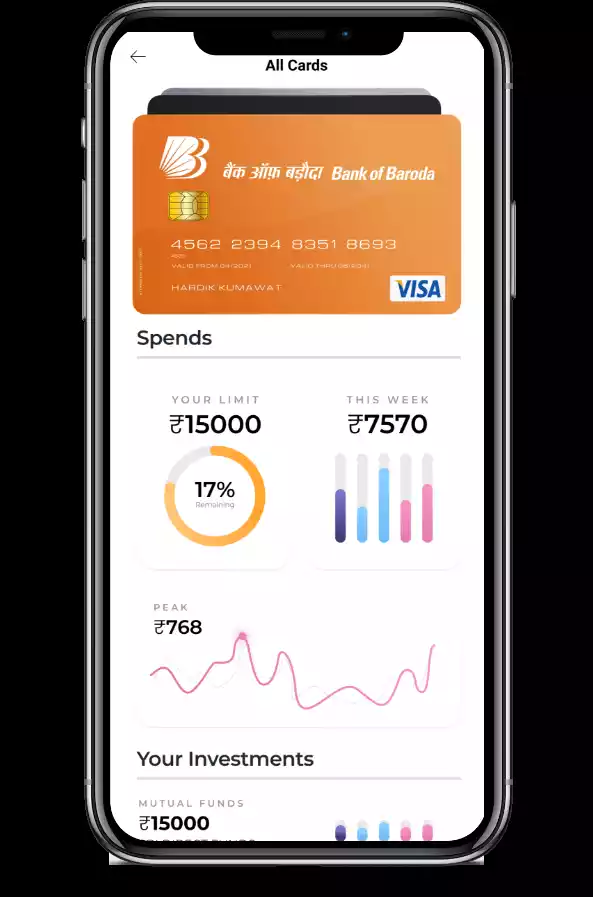 All Cards
बैंक ऑफ़ बड़ौदा Bank of Baroda
4562 2394 8351 8693
VALID FROM 04/2021 VALID THRU 08/2041
HARDIK KUMAWAT
VISA
Spends
YOUR LIMIT
₹15000
17%
Remaining
THIS WEEK
₹7570
PEAK
₹768
Your Investments
MUTUAL FUNDS
₹15000